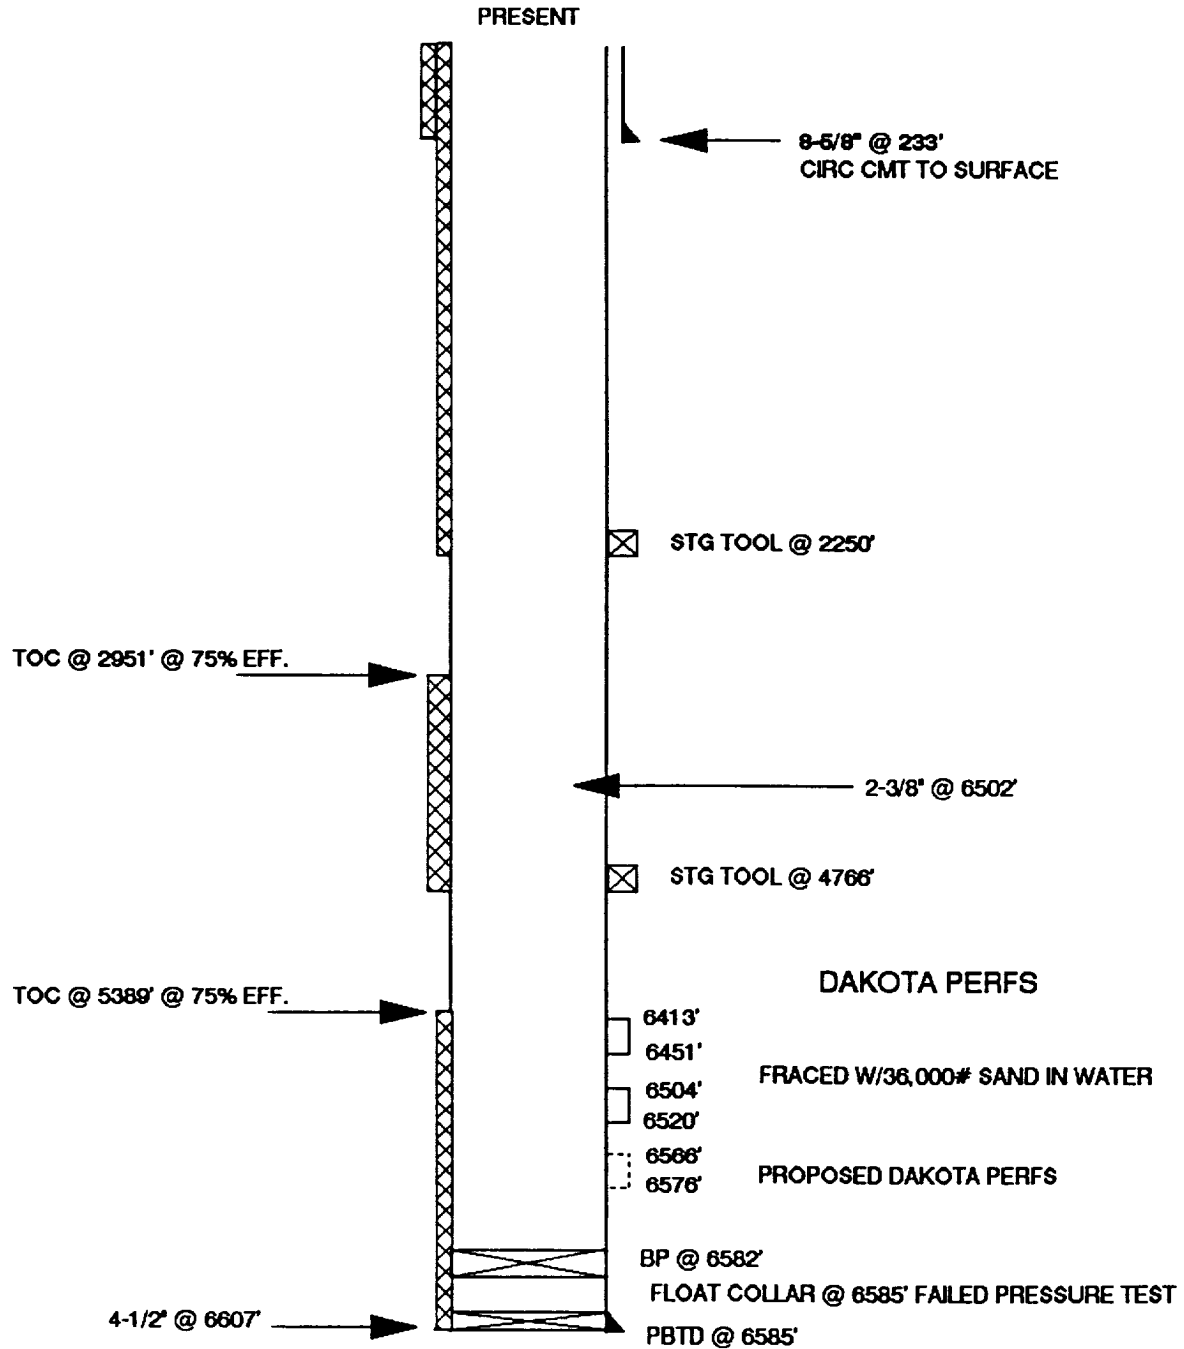 PRESENT
8-5/8" @ 233'
CIRC CMT TO SURFACE
STG TOOL @ 2250'
TOC @ 2951' @ 75% EFF.
2-3/8" @ 6502'
STG TOOL @ 4766'
DAKOTA PERFS
TOC @ 5389' @ 75% EFF.
6413'
6451'
FRACED W/36,000# SAND IN WATER
6504'
6520'
6566'
6576'
PROPOSED DAKOTA PERFS
BP @ 6582'
FLOAT COLLAR @ 6585' FAILED PRESSURE TEST
4-1/2" @ 6607'
PBTD @ 6585'